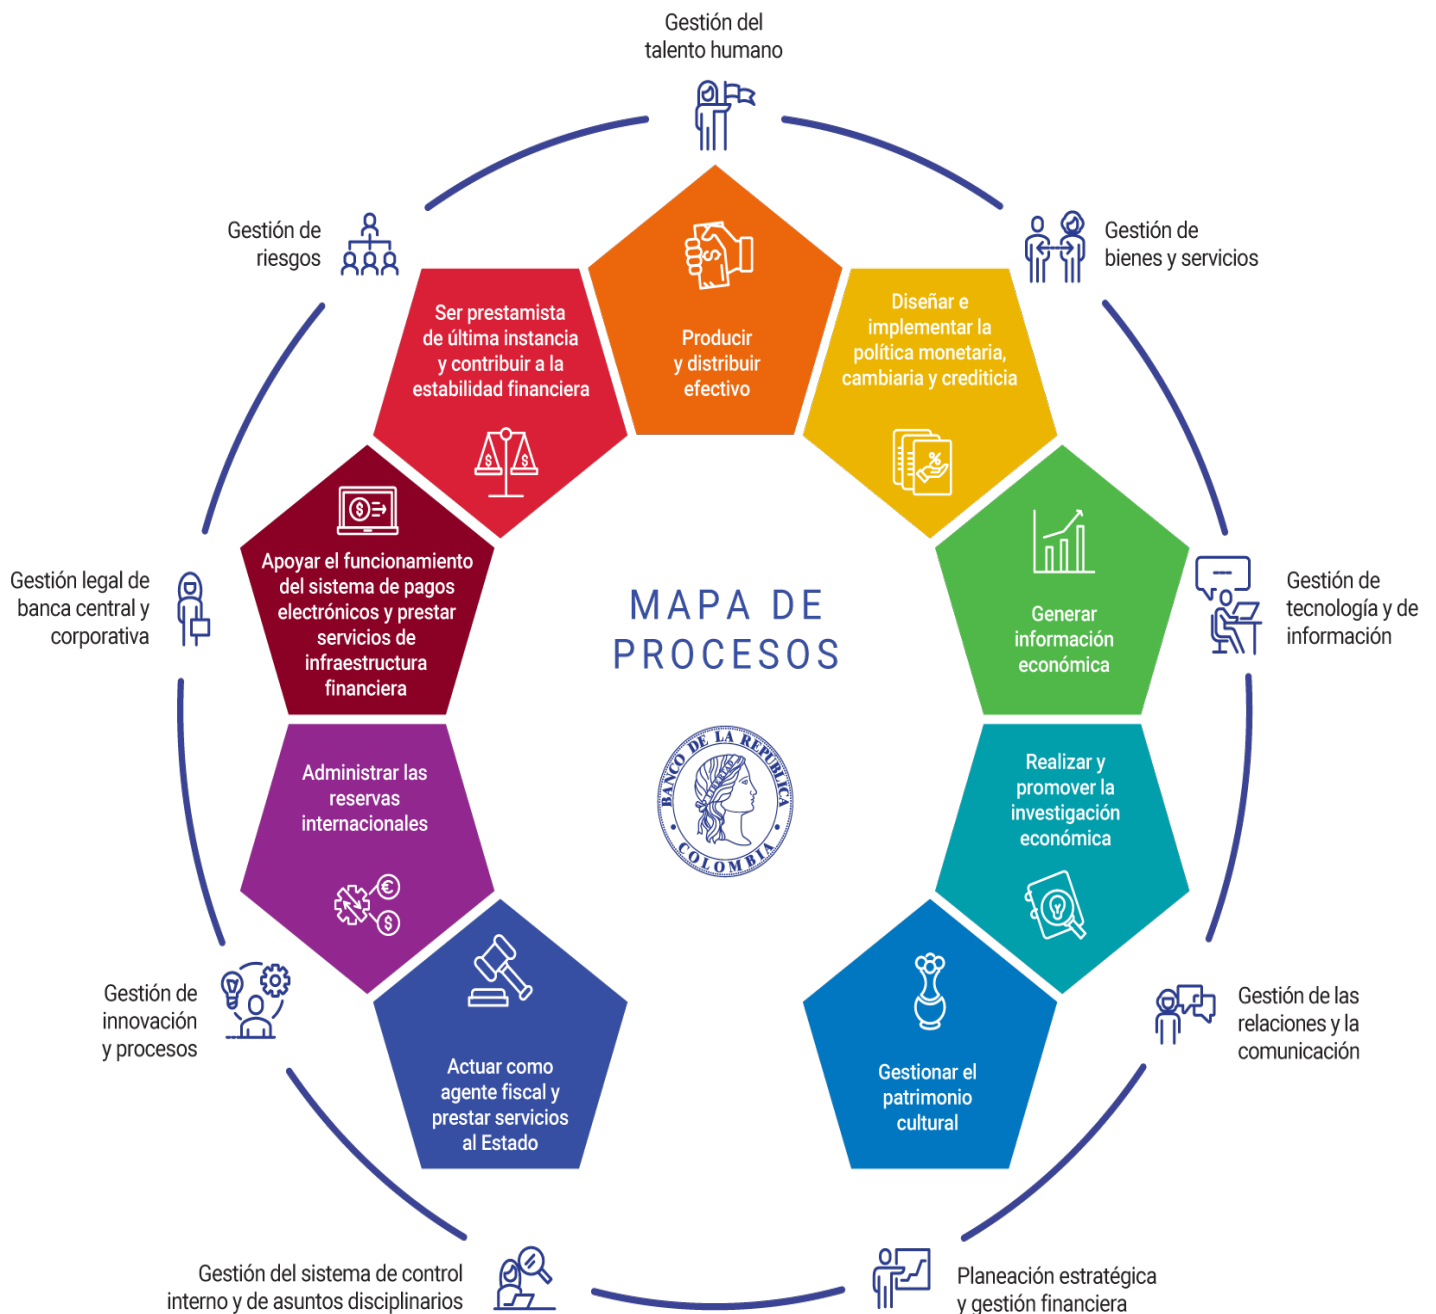 Gestión del
talento humano
Gestión de
riesgos
Gestión de
bienes y servicios
Ser prestamista
de última instancia
y contribuir a la
estabilidad financiera
Producir
y distribuir
efectivo
Diseñar e
implementar la
política monetaria,
cambiaria y crediticia
$ $
$
%
Gestión legal de
banca central y
corporativa
$
Apoyar el funcionamiento
del sistema de pagos
electrónicos y prestar
servicios de
infraestructura
financiera
MAPA DE
PROCESOS
Generar
información
económica
Gestión de
tecnología y de
información
BANCO DE LA REPUBLICA
COLOMBIA
Administrar las
reservas
internacionales
€
$
Realizar y
promover la
investigación
económica
Gestión de
innovación
y procesos
Actuar como
agente fiscal y
prestar servicios
al Estado
Gestionar el
patrimonio
cultural
Gestión de las
relaciones y la
comunicación
Gestión del sistema de control
interno y de asuntos disciplinarios
Planeación estratégica
y gestión financiera